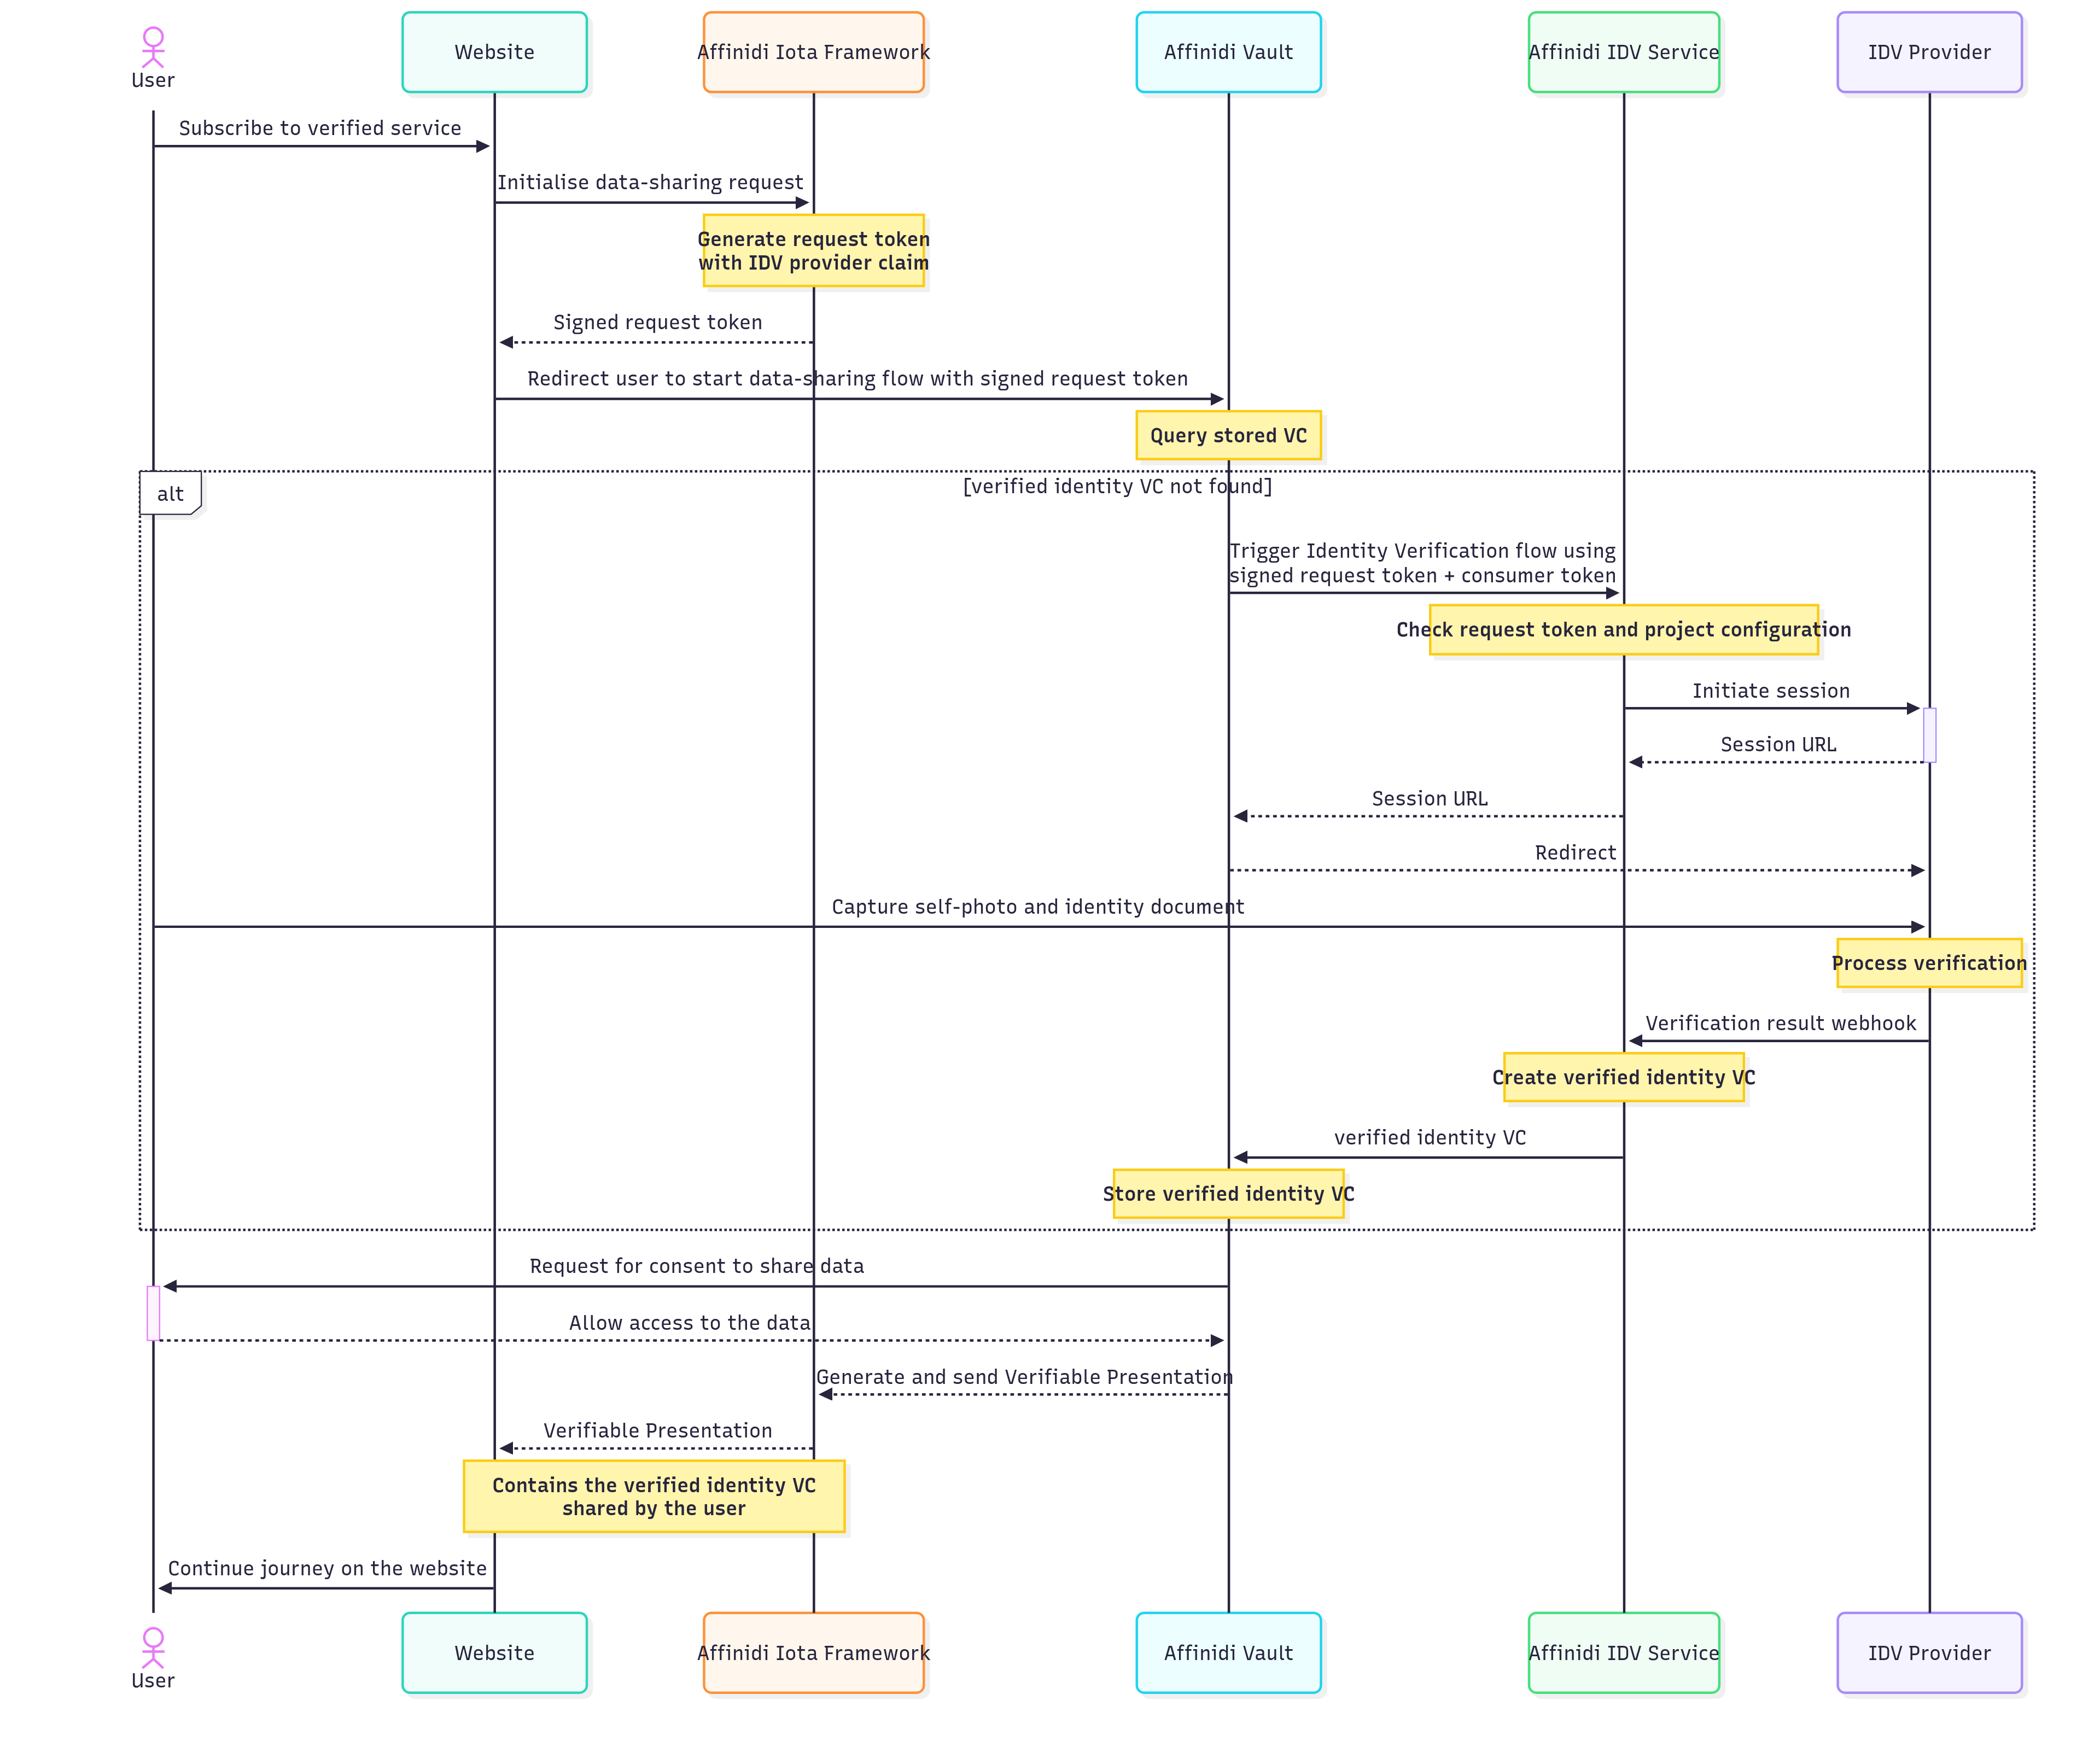 User
Website
Affinidi Iota Framework
Affinidi Vault
Affinidi IDV Service
IDV Provider
Subscribe to verified service
Initialise data-sharing request
Generate request token
with IDV provider claim
Signed request token
Redirect user to start data-sharing flow with signed request token
Query stored VC
alt
[verified identity VC not found]
Trigger Identity Verification flow using
signed request token + consumer token
Check request token and project configuration
Initiate session
Session URL
Session URL
Redirect
Capture self-photo and identity document
Process verification
Verification result webhook
Create verified identity VC
verified identity VC
Store verified identity VC
Request for consent to share data
Allow access to the data
Generate and send Verifiable Presentation
Verifiable Presentation
Contains the verified identity VC
shared by the user
Continue journey on the website
User
Website
Affinidi Iota Framework
Affinidi Vault
Affinidi IDV Service
IDV Provider